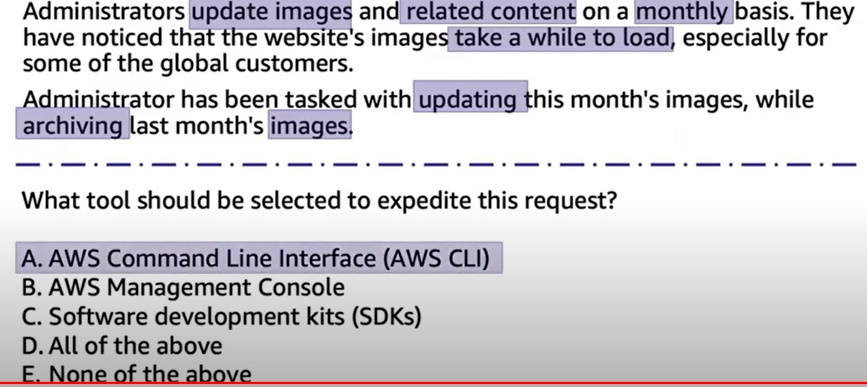 Administrators update images and related content on a monthly basis. They
have noticed that the website's images take a while to load, especially for
some of the global customers.
Administrator has been tasked with updating this month's images, while
archiving last month's images.
What tool should be selected to expedite this request?
A. AWS Command Line Interface (AWS CLI)
B. AWS Management Console
C. Software development kits (SDKs)
D. All of the above
E. None of the above